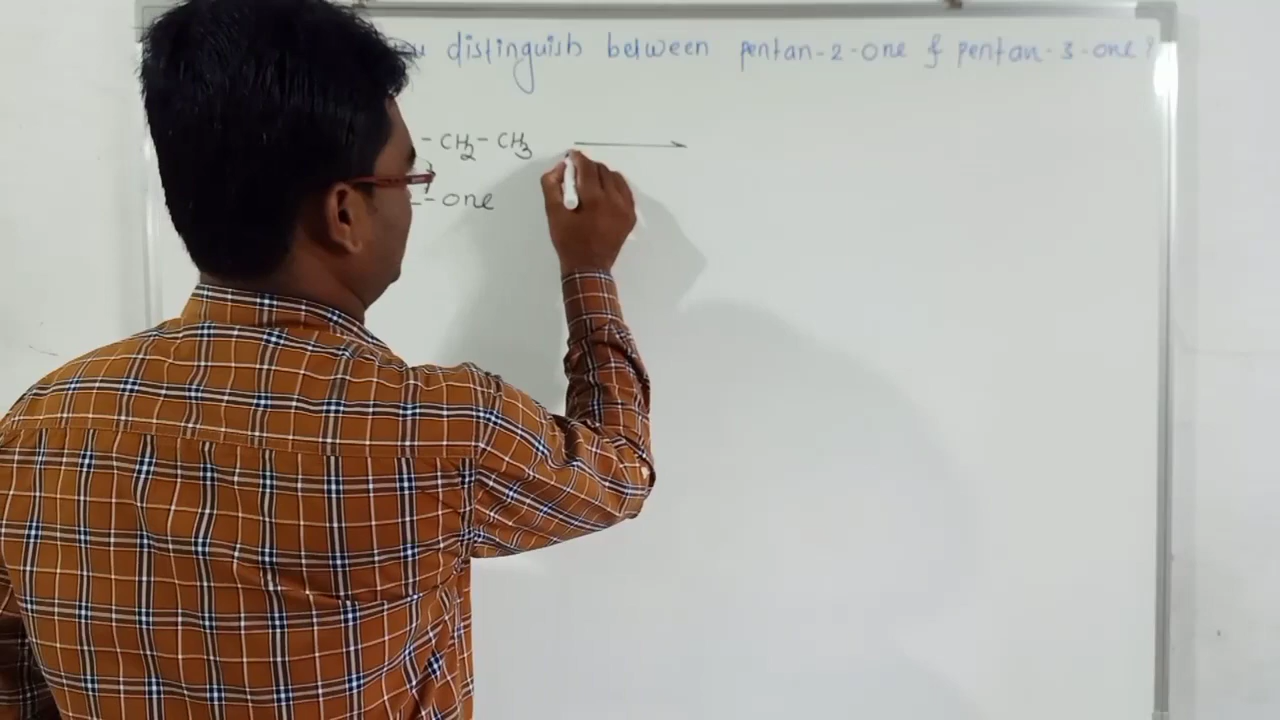 distinguish between pentan-2-one & pentan-3-one?
- CH₂ - CH₃
-one